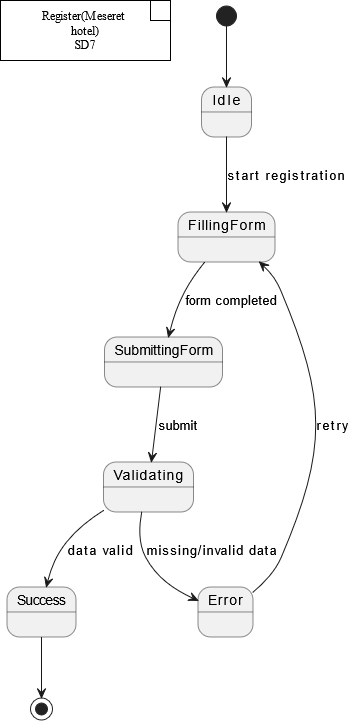 Register(Meseret
hotel)
SD7
Idle
start registration
FillingForm
form completed
SubmittingForm
submit
retry
Validating
data valid
missing/invalid data
Success
Error